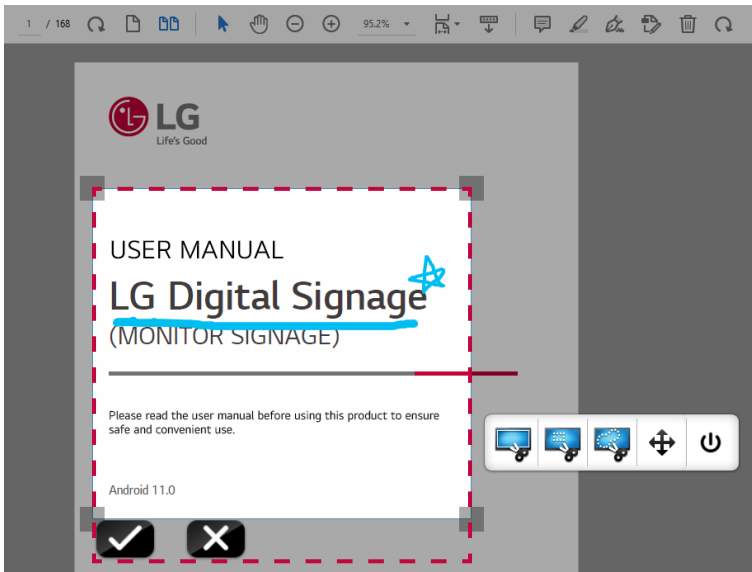 1 / 168
95.2%
LG
Life's Good
USER MANUAL
LG Digital Signage
(MONITOR SIGNAGE)
Please read the user manual before using this product to ensure
safe and convenient use.
Android 11.0